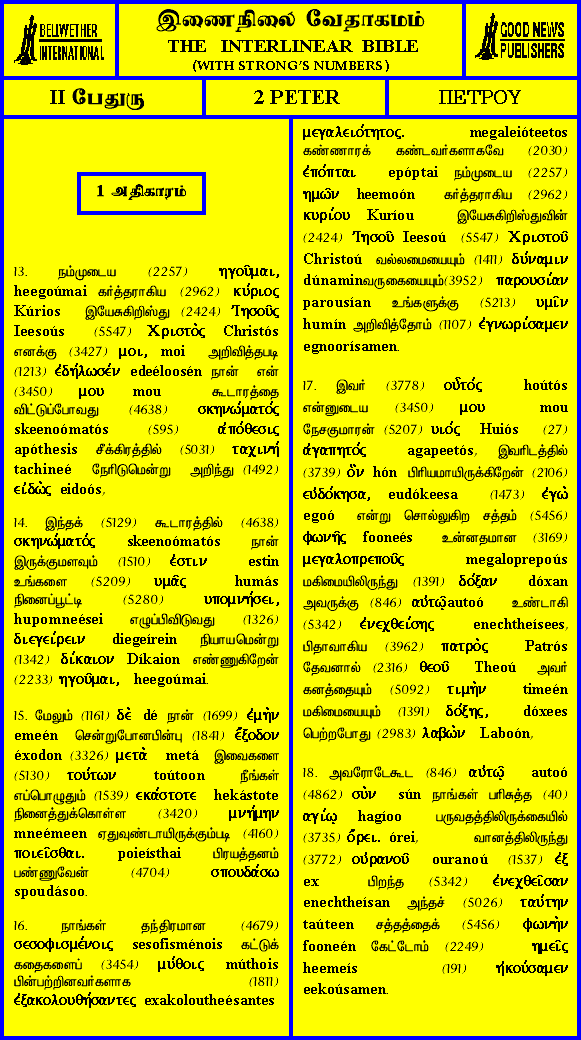 BELLWETHER
INTERNATIONAL
இணைநிலை வேதாகமம்
THE INTERLINEAR BIBLE
(WITH STRONG'S NUMBERS)
GOOD NEWS
PUBLISHERS
II பேதுரு
2 PETER
ΠΕΤΡΟΥ
1 அதிகாரம்
13. நம்முடைய (2257) ηγοῦμαι,
heegoúmai கர்த்தராகிய (2962) κύριος
Kúrios இயேசுகிறிஸ்து (2424) Ἰησοῦς
Ieesoús (5547) Χριστὸς Christós
எனக்கு (3427) μοι, moi அறிவித்தபடி
(1213) ἐδήλωσέν edeéloosén நான் என்
(3450) μου mou கூடாரத்தை
விட்டுப்போவது (4638) σκηνώματός
skeenoómatós (595) ἀπόθεσις
apóthesis சீக்கிரத்தில் (5031) ταχινή
tachineé நேரிடுமென்று அறிந்து (1492)
εἰδὼς eidoós,
14. இந்தக் (5129) கூடாரத்தில் (4638)
σκηνώματός skeenoómatós நான்
இருக்குமளவும் (1510) ἐστιν estin
உங்களை (5209) υμᾶς humás
நினைப்பூட்டி (5280) υπομνήσει,
hupomneései எழுப்பிவிடுவது (1326)
διεγείρειν diegeírein நியாயமென்று
(1342) δίκαιον Díkaion எண்ணுகிறேன்
(2233) ηγοῦμαι, heegoúmai.
15. மேலும் (1161) δὲ dé நான் (1699) ἐμὴν
emeén சென்றுபோனபின்பு (1841) ἔξοδον
éxodon (3326) μετὰ metá இவைகளை
(5130) τούτων toútoon நீங்கள்
எப்பொழுதும் (1539) εκάστοτε hekástote
நினைத்துக்கொள்ள (3420) μνήμην
mneémeen ஏதுவுண்டாயிருக்கும்படி (4160)
ποιεῖσθαι. poieísthai பிரயத்தனம்
பண்ணுவேன் (4704) σπουδάσω
spoudásoo.
16. நாங்கள் தந்திரமான (4679)
σεσοφισμένοις sesofisménois கட்டுக்
கதைகளைப் (3454) μύθοις múthois
பின்பற்றினவர்களாக (1811)
ἐξακολουθήσαντες exakoloutheésantes
μεγαλειότητος. megaleióteetos
கண்ணாரக் கண்டவர்களாகவே (2030)
ἐπόπται epóptai நம்முடைய (2257)
ημῶν heemoón கர்த்தராகிய (2962)
κυρίου Kuríou இயேசுகிறிஸ்துவின்
(2424) Ἰησοῦ Ieesoú (5547) Χριστοῦ
Christoú வல்லமையையும் (1411) δύναμιν
dúnaminவருகையையும்(3952) παρουσίαν
parousían உங்களுக்கு (5213) υμῖν
humín அறிவித்தோம் (1107) ἐγνωρίσαμεν
egnoorísamen.
17. இவர் (3778) οὗτός hoútós
என்னுடைய (3450) μου mou
நேசகுமாரன் (5207) υιός Huiós (27)
ἀγαπητός agapeetós, இவரிடத்தில்
(3739) ὃν hón பிரியமாயிருக்கிறேன் (2106)
εὐδόκησα, eudókeesa (1473) ἐγὼ
egoó என்று சொல்லுகிற சத்தம் (5456)
φωνῆς fooneés உன்னதமான (3169)
μεγαλοπρεποῦς megaloprepoús
மகிமையிலிருந்து (1391) δόξαν dóxan
அவருக்கு (846) αὐτῷautoó உண்டாகி
(5342) ἐνεχθείσης enechtheísees,
பிதாவாகிய (3962) πατρὸς Patrós
தேவனால் (2316) θεοῦ Theoú அவர்
கனத்தையும் (5092) τιμὴν timeén
மகிமையையும் (1391) δόξης, dóxees
பெற்றபோது (2983) λαβὼν Laboón,
18. அவரோடேகூட (846) αὐτῷ autoó
(4862) σὺν sún நாங்கள் பரிசுத்த (40)
αγίῳ hagíoo பருவதத்திலிருக்கையில்
(3735) ὄρει. órei, வானத்திலிருந்து
(3772) οὐρανοῦ ouranoú (1537) ἐξ
ex பிறந்த (5342) ἐνεχθεῖσαν
enechtheísan அந்தச் (5026) ταύτην
taúteen சத்தத்தைக் (5456) φωνὴν
fooneén கேட்டோம் (2249) ημεῖς
heemeís (191) ἠκούσαμεν
eekoúsamen.